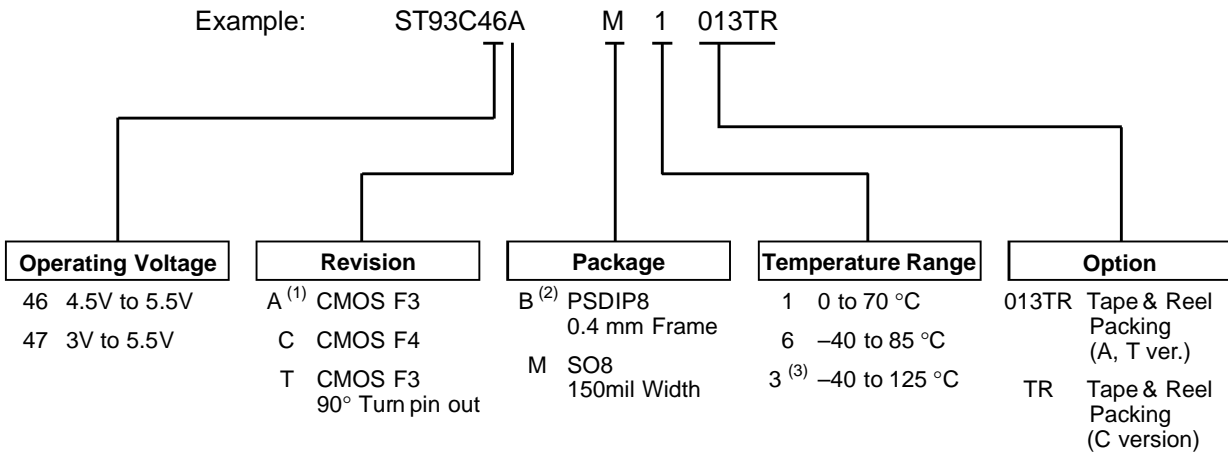 Example: ST93C46A M 1 013TR
Operating Voltage
46 4.5V to 5.5V
47 3V to 5.5V
Revision
A (1) CMOS F3
C CMOS F4
T CMOS F3
90° Turn pin out
Package
B (2) PSDIP8
0.4 mm Frame
M SO8
150mil Width
Temperature Range
1 0 to 70 °C
6 –40 to 85 °C
3 (3) –40 to 125 °C
Option
013TR Tape & Reel
Packing
(A, T ver.)
TR Tape & Reel
Packing
(C version)